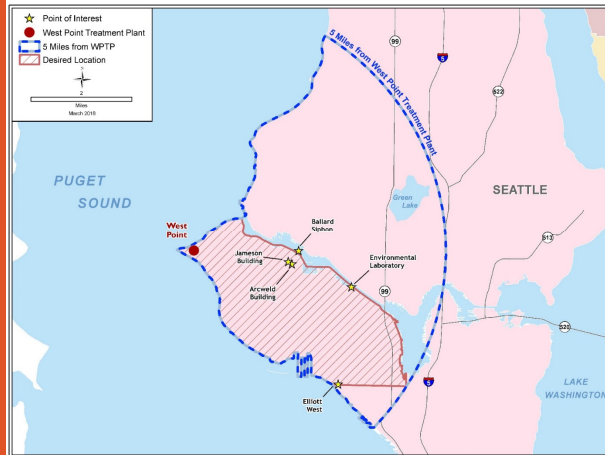 Point of Interest
West Point Treatment Plant
5 Miles from WPTP
Desired Location
2
Miles
March 2018
5 Miles from West Point Treatment Plant
99
5
522
PUGET
SOUND
Green
Lake
SEATTLE
West
Point
Ballard
Siphon
513
Jameson
Building
Environmental
Laboratory
Arcweld
Building
99
520
5
LAKE
WASHINGTON
Elliott
West